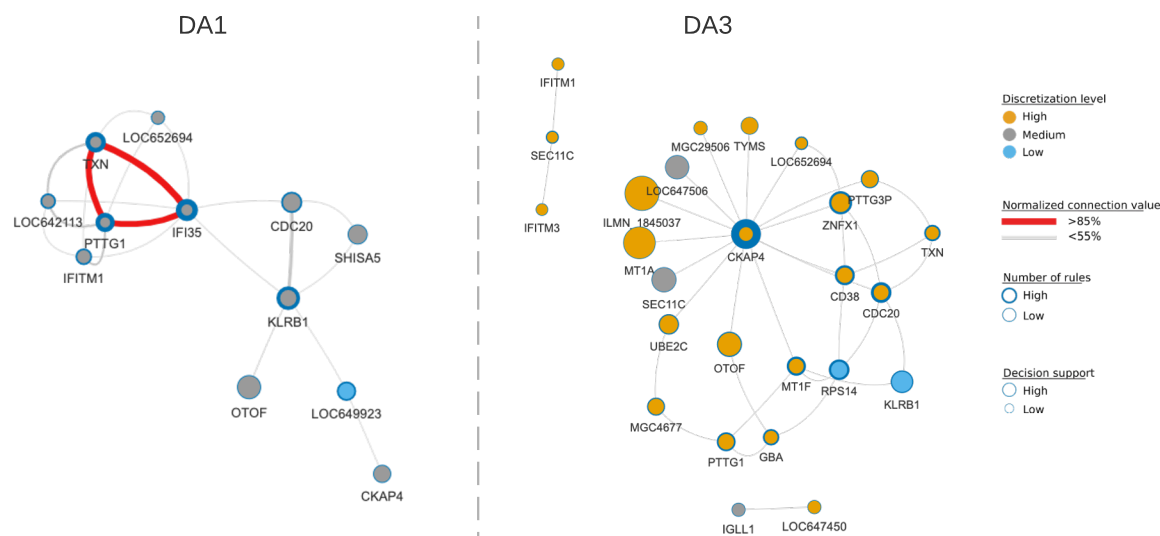 DA1
DA3
LOC652694
TXN
LOC642113
PTTG1
IFI35
IFITM1
CDC20
SHISA5
KLRB1
OTOF
LOC649923
CKAP4
IFITM1
SEC11C
IFITM3
MGC29506
TYMS
LOC652694
LOC647506
PTTG3P
ILMN_1845037
ZNFX1
TXN
MT1A
CKAP4
SEC11C
CD38
CDC20
UBE2C
OTOF
MT1F
RPS14
KLRB1
MGC4677
PTTG1
GBA
IGLL1
LOC647450
Discretization level
High
Medium
Low
Normalized connection value
>85%
<55%
Number of rules
High
Low
Decision support
High
Low